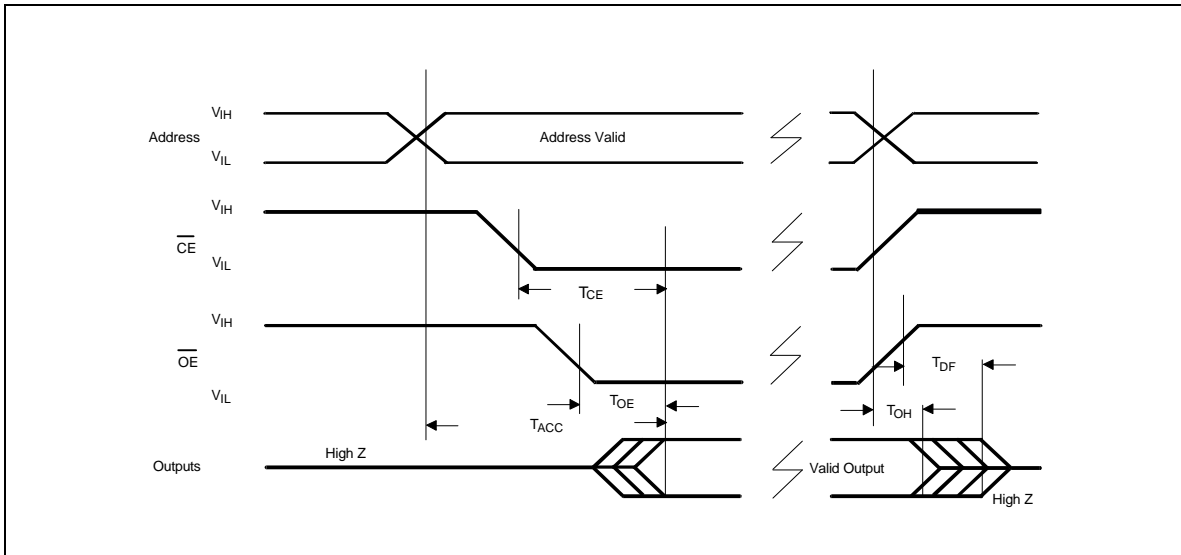 VIH
Address
Address Valid
VIL
VIH
CE
VIL
TCE
VIH
OE
TDF
VIL
TOE
TOH
TACC
High Z
Outputs
Valid Output
High Z